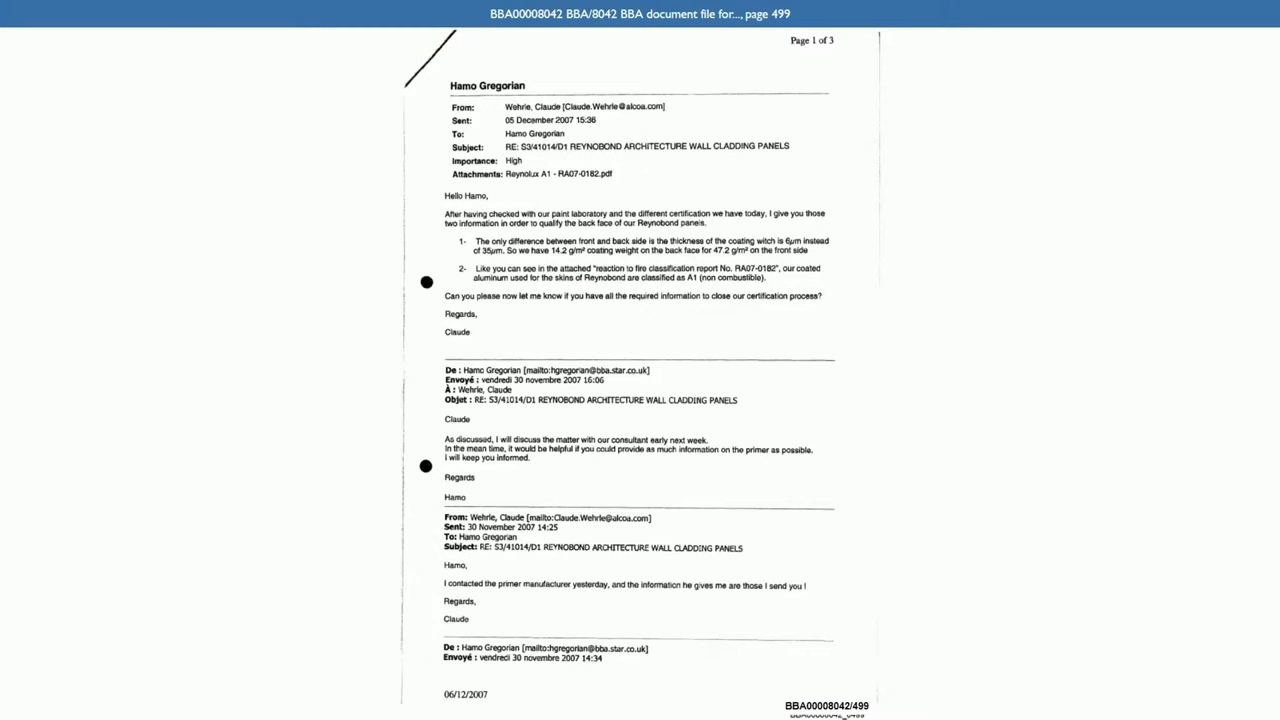 BBA00008042 BBA/8042 BBA document file for..., page 499
Page 1 of 3
Hamo Gregorian
From: Wehrle, Claude [Claude.Wehrle@alcoa.com]
Sent: 05 December 2007 15:36
To: Hamo Gregorian
Subject: RE: S3/41014/D1 REYNOBOND ARCHITECTURE WALL CLADDING PANELS
Importance: High
Attachments: Reynolux A1 - RA07-0182.pdf
Hello Hamo,
After having checked with our paint laboratory and the different certification we have today, I give you those
two information in order to qualify the back face of our Reynobond panels.
1- The only difference between front and back side is the thickness of the coating witch is 6µm instead
of 35µm. So we have 14.2 g/m² coating weight on the back face for 47.2 g/m² on the front side
2- Like you can see in the attached "reaction to fire classification report No. RA07-0182", our coated
aluminum used for the skins of Reynobond are classified as A1 (non combustible).
Can you please now let me know if you have all the required information to close our certification process?
Regards,
Claude
De : Hamo Gregorian [mailto:hgregorian@bba.star.co.uk]
Envoyé : vendredi 30 novembre 2007 16:06
À : Wehrle, Claude
Objet : RE: S3/41014/D1 REYNOBOND ARCHITECTURE WALL CLADDING PANELS
Claude
As discussed, I will discuss the matter with our consultant early next week.
In the mean time, it would be helpful if you could provide as much information on the primer as possible.
I will keep you informed.
Regards
Hamo
From: Wehrle, Claude [mailto:Claude.Wehrle@alcoa.com]
Sent: 30 November 2007 14:25
To: Hamo Gregorian
Subject: RE: S3/41014/D1 REYNOBOND ARCHITECTURE WALL CLADDING PANELS
Hamo,
I contacted the primer manufacturer yesterday, and the information he gives me are those I send you !
Regards,
Claude
De : Hamo Gregorian [mailto:hgregorian@bba.star.co.uk]
Envoyé : vendredi 30 novembre 2007 14:34
06/12/2007
BBA00008042/499
BBA00008042_0499